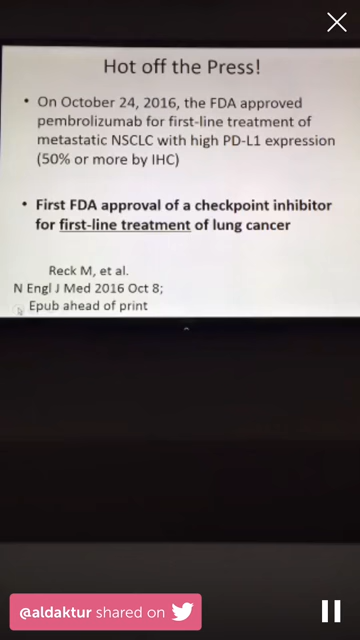 Hot off the Press!
• On October 24, 2016, the FDA approved
pembrolizumab for first-line treatment of
metastatic NSCLC with high PD-L1 expression
(50% or more by IHC)
• First FDA approval of a checkpoint inhibitor
for first-line treatment of lung cancer
Reck M, et al.
N Engl J Med 2016 Oct 8;
Epub ahead of print
@aldaktur shared on